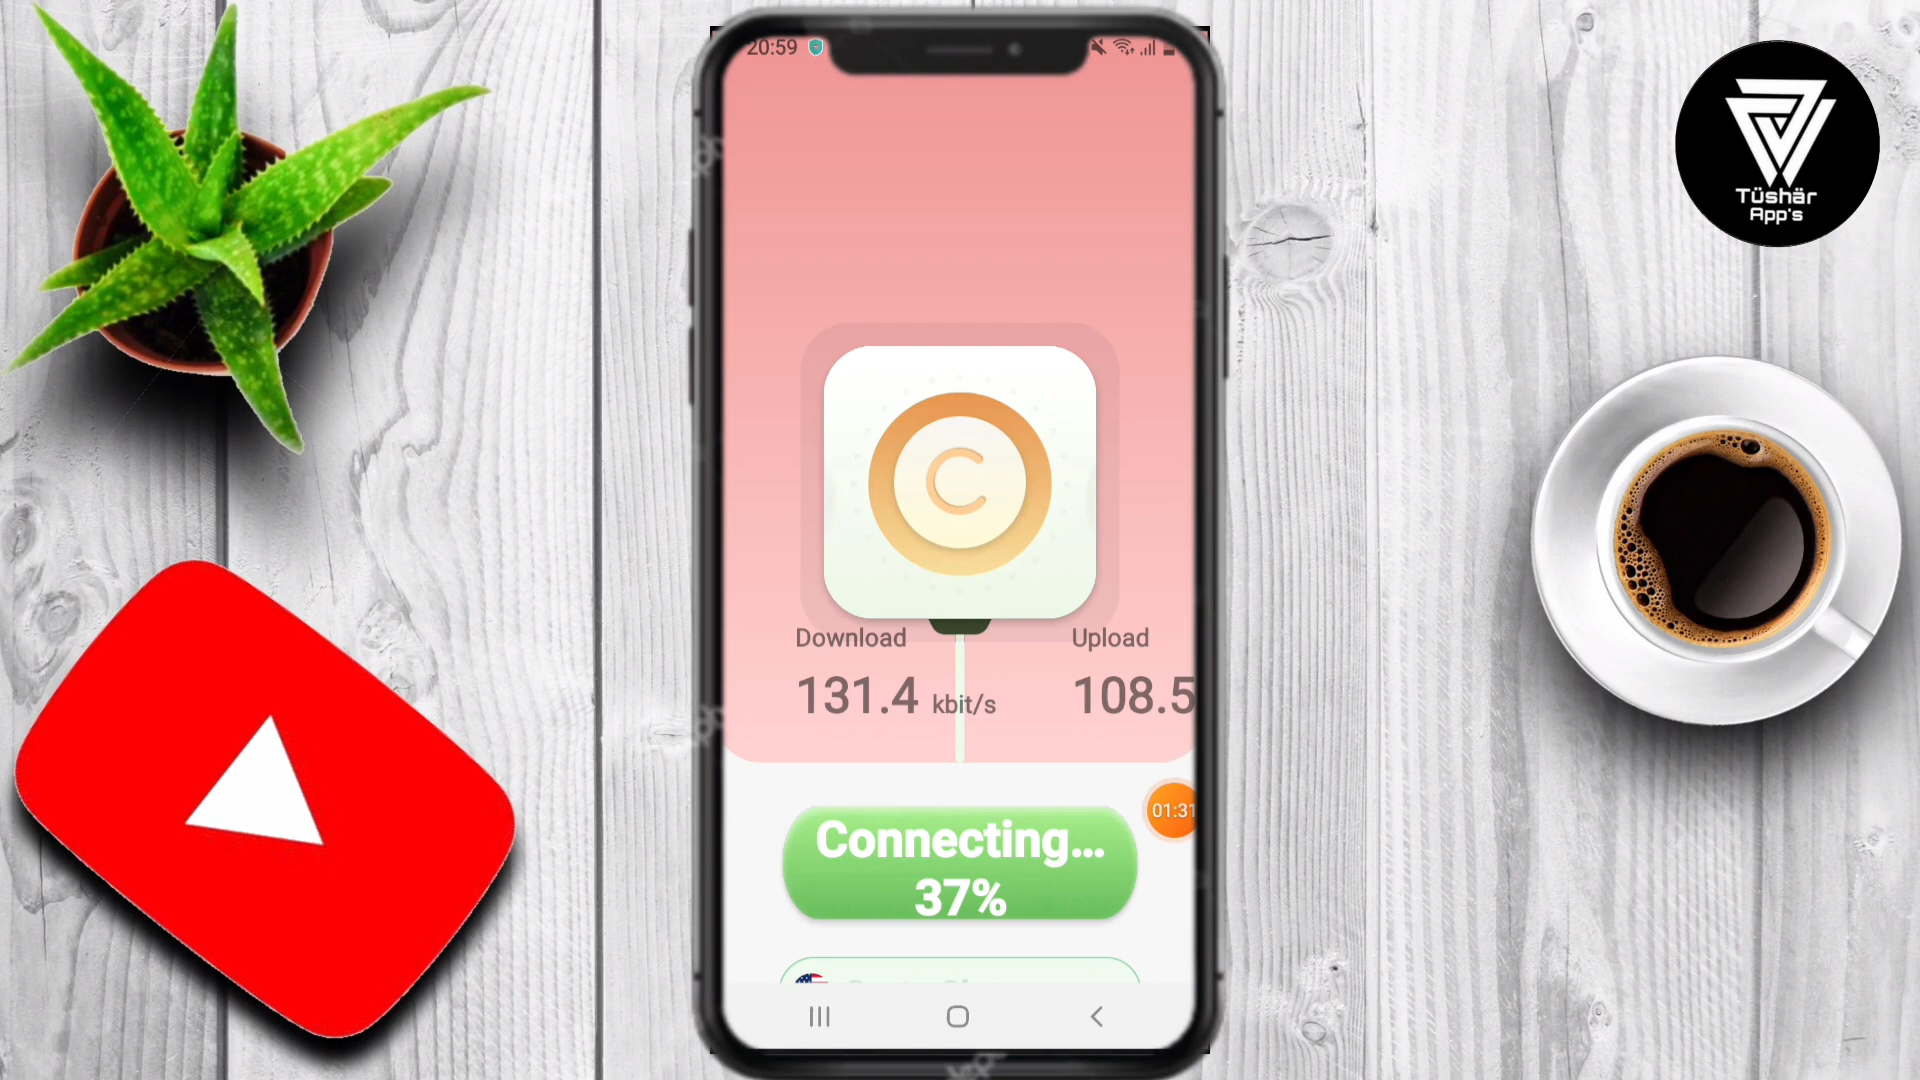 20:59
Tüshär
App's
Download
Upload
131.4 kbit/s
108.5
01:31
Connecting...
37%